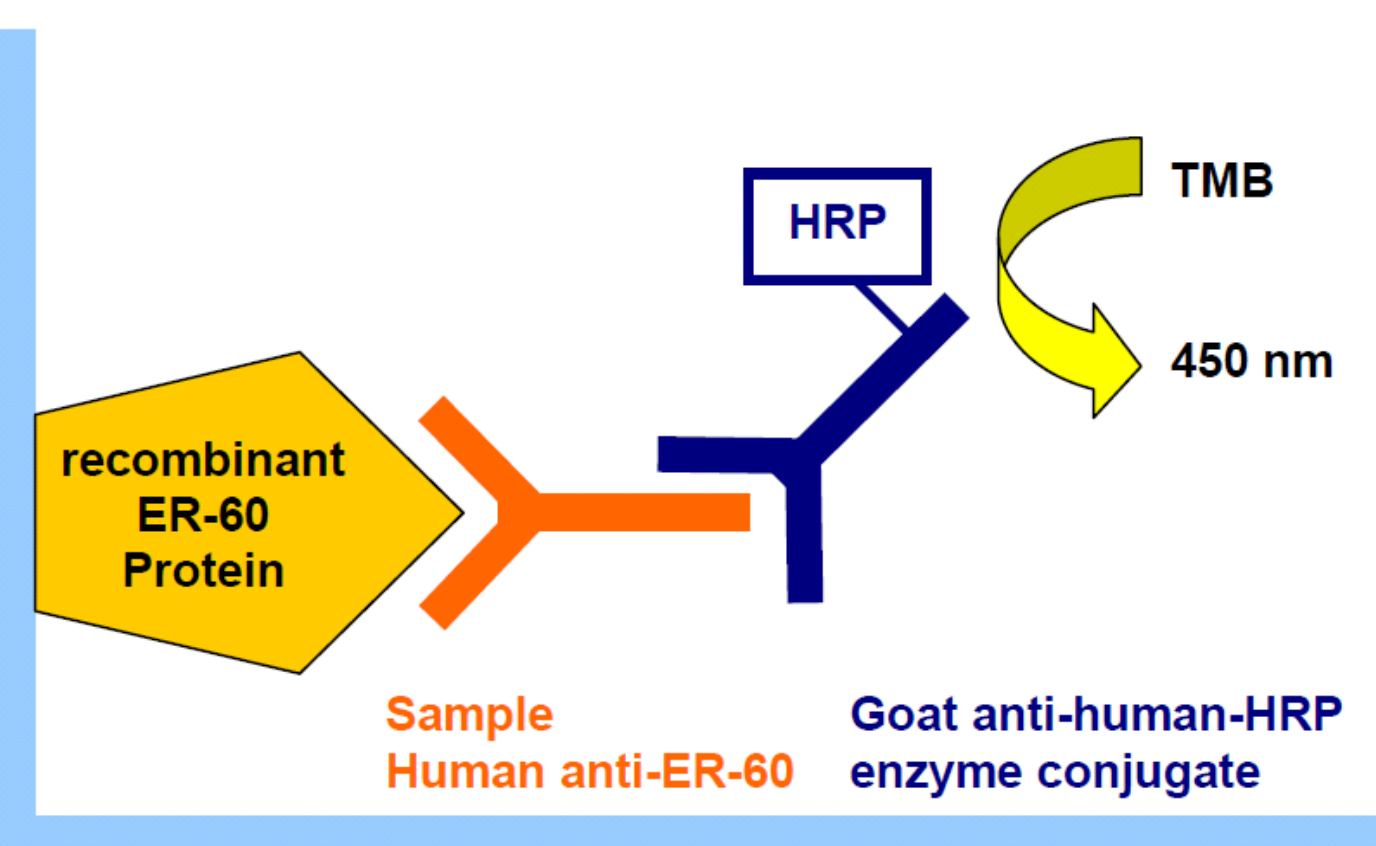 TMB
HRP
450 nm
recombinant
ER-60
Protein
Sample
Human anti-ER-60
Goat anti-human-HRP
enzyme conjugate